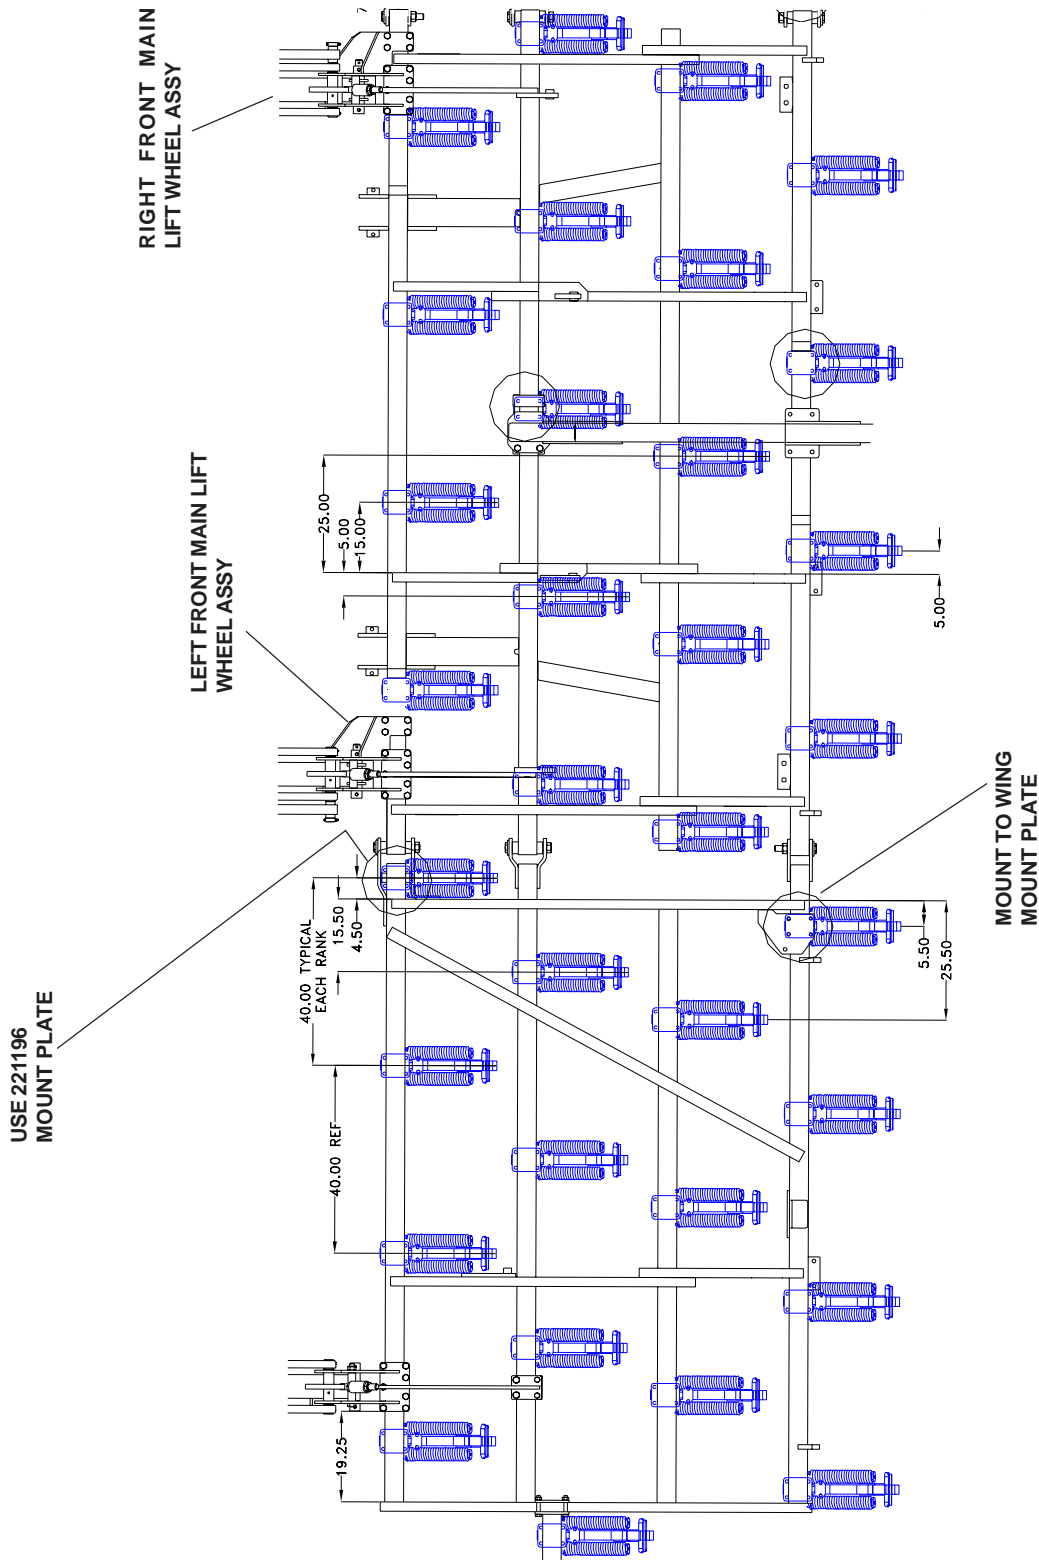 RIGHT FRONT MAIN
LIFT WHEEL ASSY
LEFT FRONT MAIN LIFT
WHEEL ASSY
25.00
5.00
15.00
5.00
USE 221196
MOUNT PLATE
MOUNT TO WING
MOUNT PLATE
40.00 TYPICAL
EACH RANK
15.50
4.50
5.50
25.50
40.00 REF
19.25